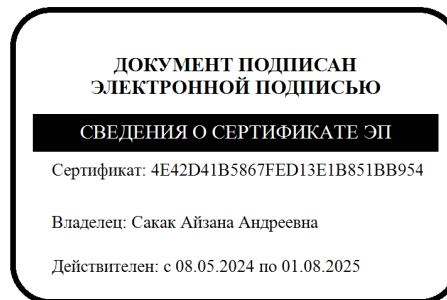 ДОКУМЕНТ ПОДПИСАН
ЭЛЕКТРОННОЙ ПОДПИСЬЮ
СВЕДЕНИЯ О СЕРТИФИКАТЕ ЭП
Сертификат: 4E42D41B5867FED13E1B851BB954
Владелец: Сакак Айзана Андреевна
Действителен: с 08.05.2024 по 01.08.2025